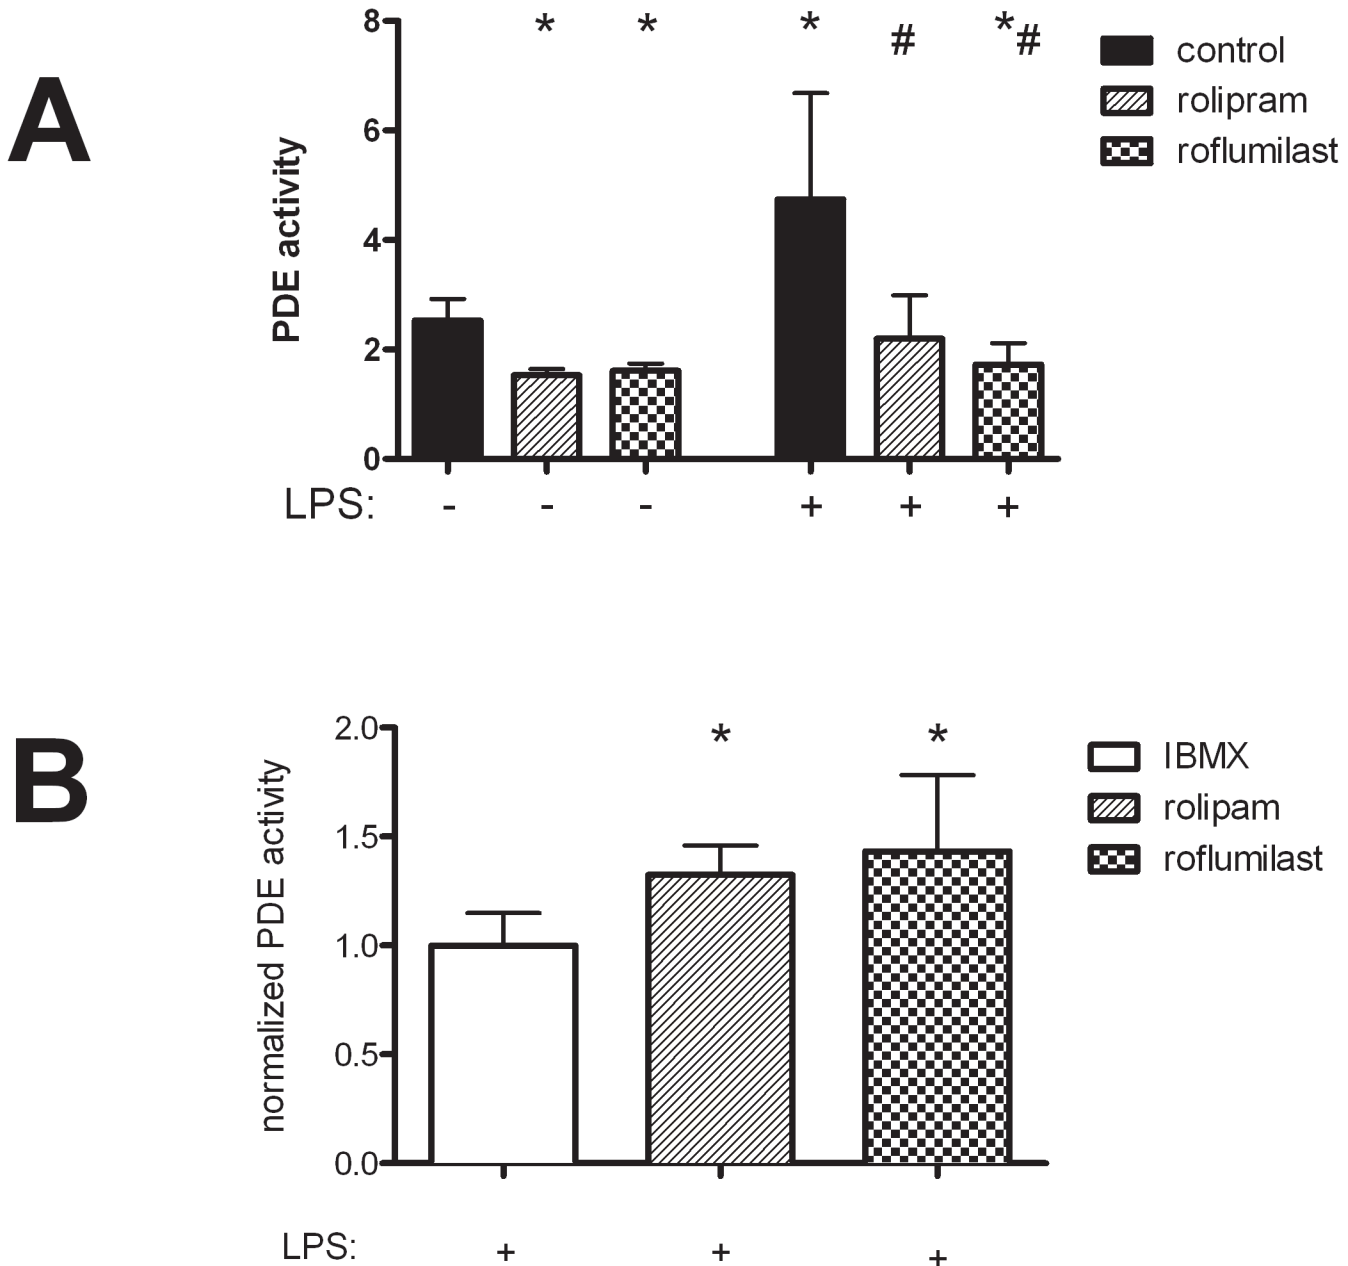 A
8
6
4
2
0
PDE activity
* * * # *#
control
rolipram
roflumilast
LPS: - - - + + +
B
2.0
1.5
1.0
0.5
0.0
normalized PDE activity
* *
IBMX
rolipam
roflumilast
LPS: + + +